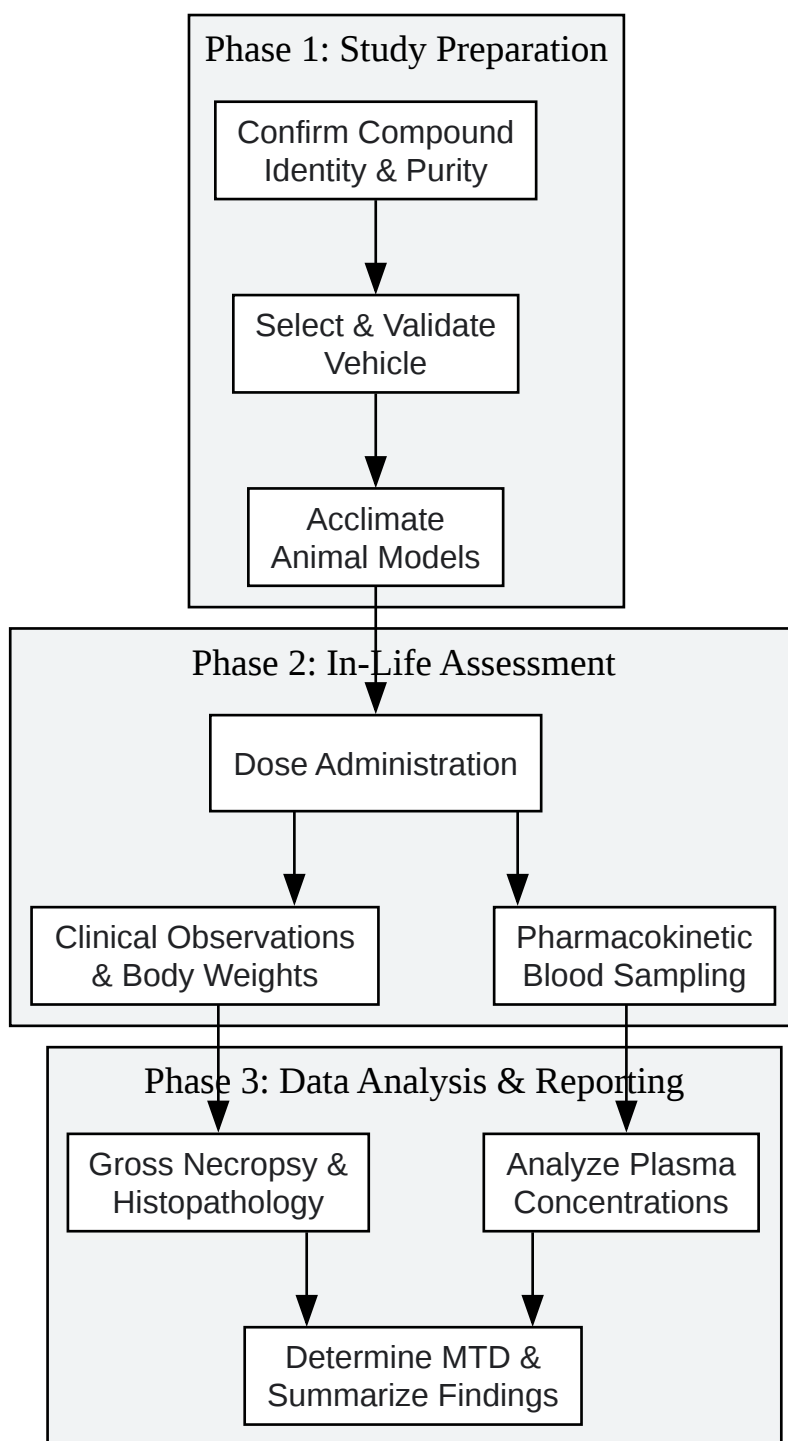 Phase 1: Study Preparation
Confirm Compound
Identity & Purity
Select & Validate
Vehicle
Acclimate
Animal Models
Phase 2: In-Life Assessment
Dose Administration
Clinical Observations
& Body Weights
Pharmacokinetic
Blood Sampling
Phase 3: Data Analysis & Reporting
Gross Necropsy &
Histopathology
Analyze Plasma
Concentrations
Determine MTD &
Summarize Findings